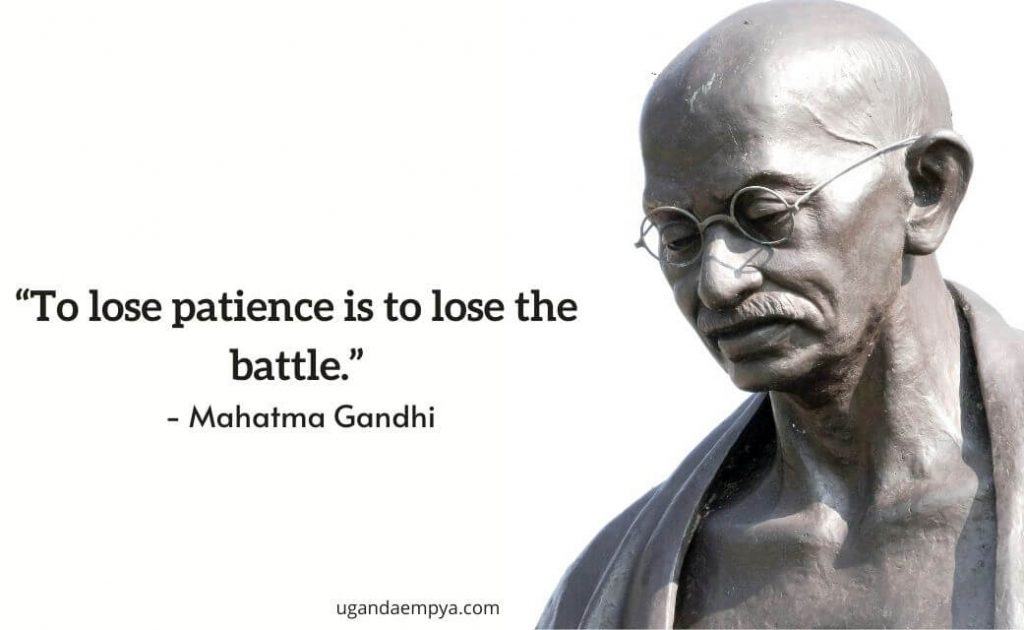 “To lose patience is to lose the
battle.”
- Mahatma Gandhi
ugandaempya.com